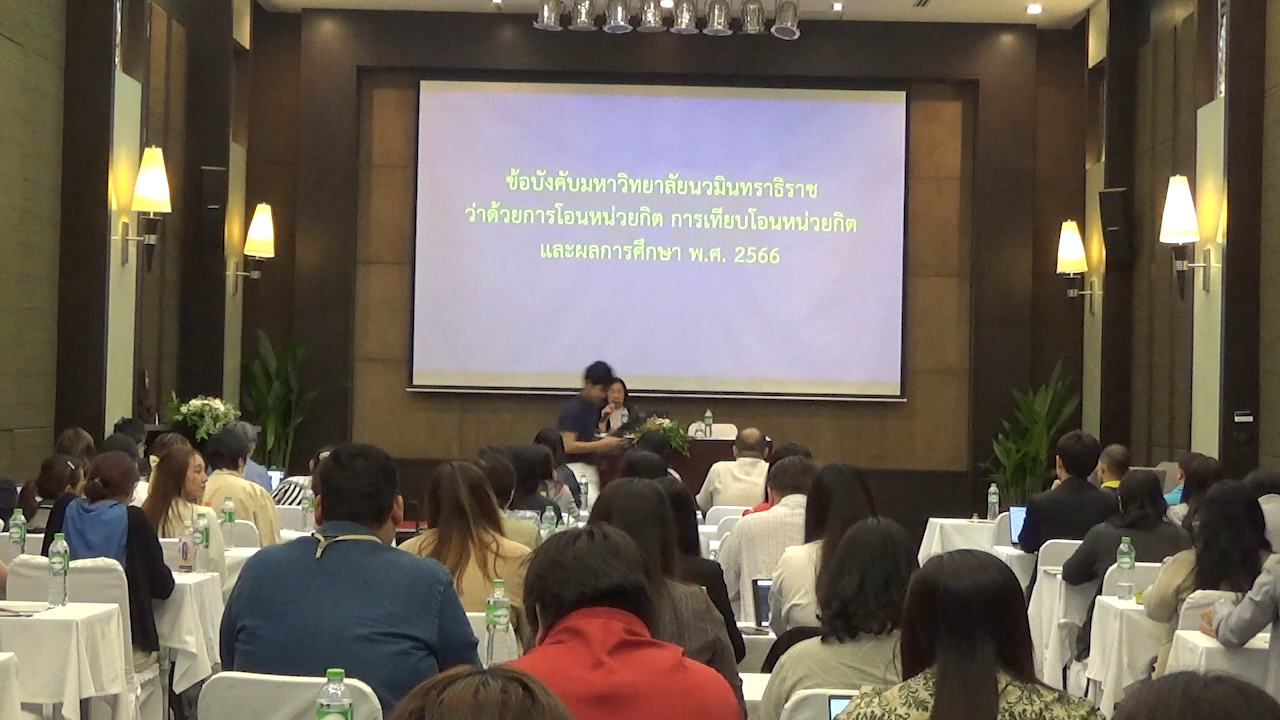 ข้อบังคับมหาวิทยาลัยนวมินทราธิราช
ว่าด้วยการโอนหน่วยกิต การเทียบโอนหน่วยกิต
และผลการศึกษา พ.ศ. 2566